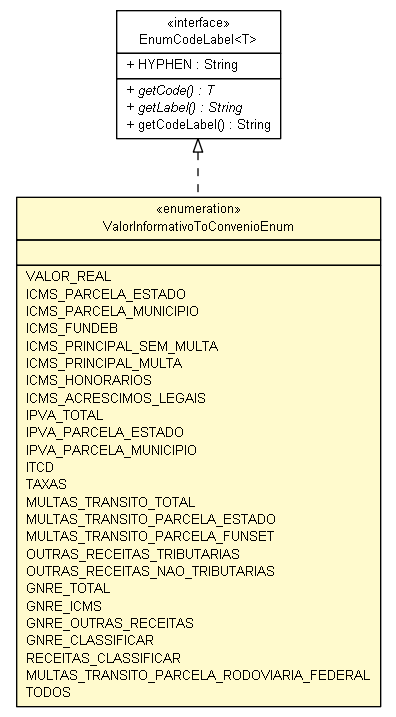 «interface»
EnumCodeLabel<T>
+ HYPHEN : String
+ getCode() : T
+ getLabel() : String
+ getCodeLabel() : String
«enumeration»
ValorInformativoToConvenioEnum
VALOR_REAL
ICMS_PARCELA_ESTADO
ICMS_PARCELA_MUNICIPIO
ICMS_FUNDEB
ICMS_PRINCIPAL_SEM_MULTA
ICMS_PRINCIPAL_MULTA
ICMS_HONORARIOS
ICMS_ACRESCIMOS_LEGAIS
IPVA_TOTAL
IPVA_PARCELA_ESTADO
IPVA_PARCELA_MUNICIPIO
ITCD
TAXAS
MULTAS_TRANSITO_TOTAL
MULTAS_TRANSITO_PARCELA_ESTADO
MULTAS_TRANSITO_PARCELA_FUNSET
OUTRAS_RECEITAS_TRIBUTARIAS
OUTRAS_RECEITAS_NAO_TRIBUTARIAS
GNRE_TOTAL
GNRE_ICMS
GNRE_OUTRAS_RECEITAS
GNRE_CLASSIFICAR
RECEITAS_CLASSIFICAR
MULTAS_TRANSITO_PARCELA_RODOVIARIA_FEDERAL
TODOS